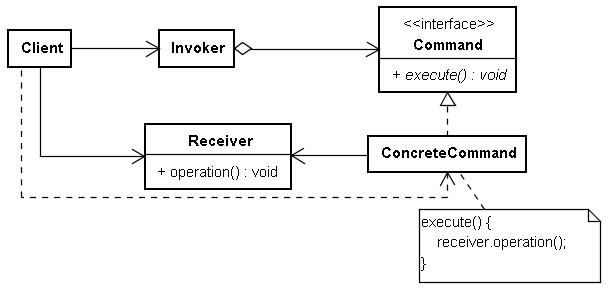 Client
Invoker
<<interface>>
Command
+ execute() : void
Receiver
+ operation() : void
ConcreteCommand
execute() {
receiver.operation();
}